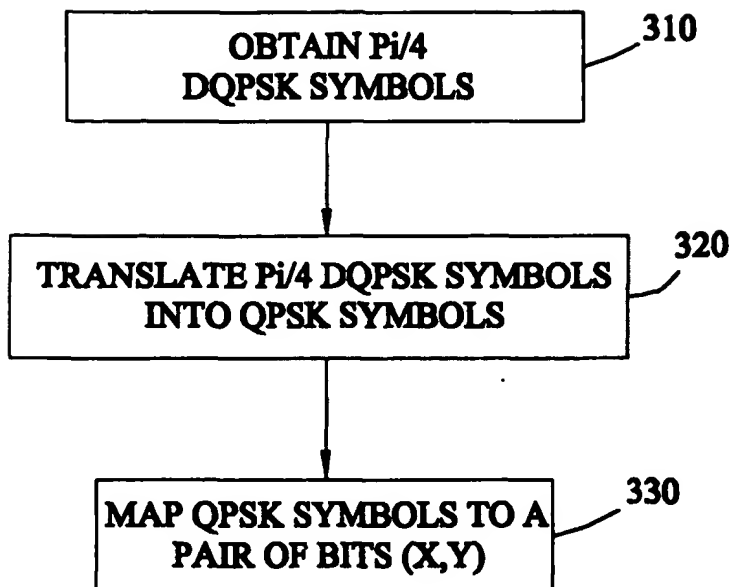 OBTAIN Pi/4
DQPSK SYMBOLS
310
TRANSLATE Pi/4 DQPSK SYMBOLS
INTO QPSK SYMBOLS
320
MAP QPSK SYMBOLS TO A
PAIR OF BITS (X,Y)
330